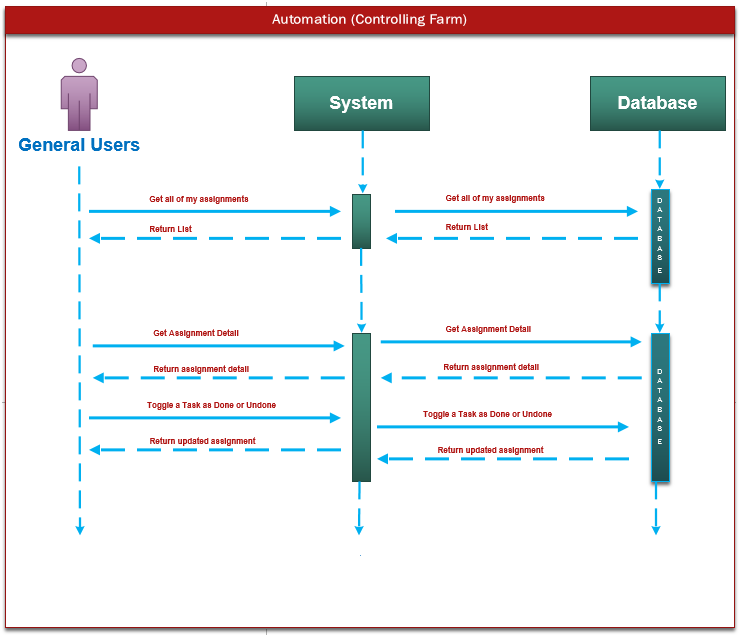 Automation (Controlling Farm)
General Users
System
Database
Get all of my assignments
Get all of my assignments
Return List
Return List
DATABASE
Get Assignment Detail
Get Assignment Detail
Return assignment detail
Return assignment detail
Toggle a Task as Done or Undone
Toggle a Task as Done or Undone
Return updated assignment
Return updated assignment
DATABASE